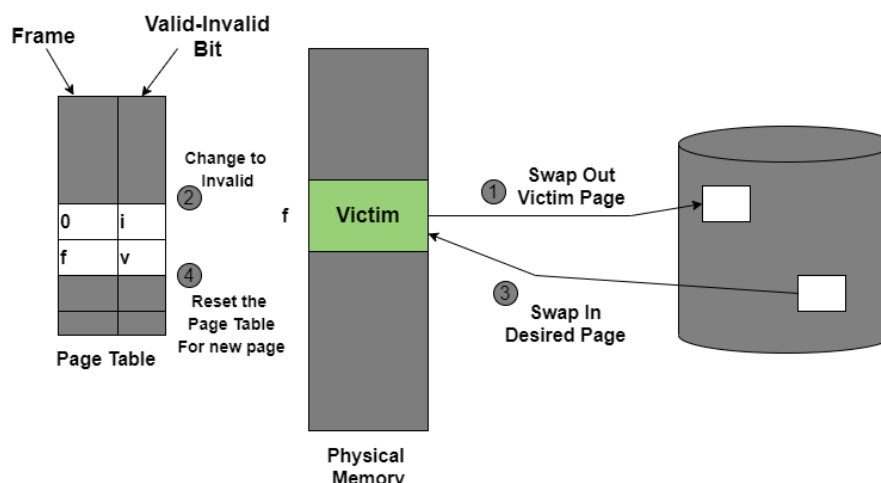 Frame
Valid-Invalid
Bit
Change to
Invalid
2
0 i
f v
4
Reset the
Page Table
For new page
Page Table
f
Victim
Physical
Memory
1
Swap Out
Victim Page
3
Swap In
Desired Page